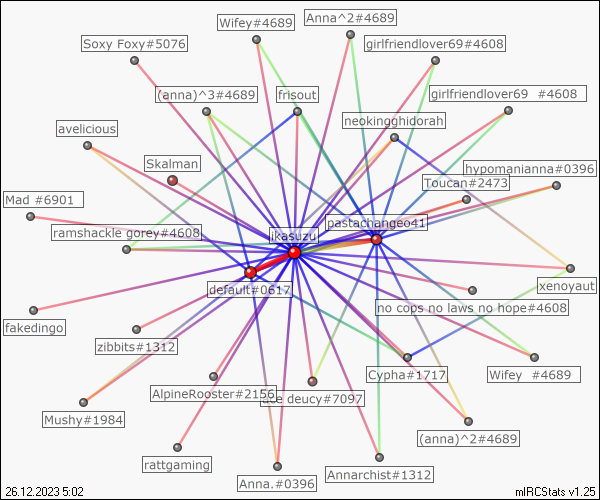 Wifey#4689
Anna^2#4689
Soxy Foxy#5076
girlfriendlover69#4608
(anna)^3#4689
frisout
girlfriendlover69 #4608
neokingghidorah
avelicious
Skalman
hypomanianna#0396
Toucan#2473
Mad #6901
pastachange041
ramshackle gorey#4608
ikasuzu
default#0617
xenoyaut
no cops no laws no hope#4608
fakedingo
zibbits#1312
Cypha#1717
Wifey #4689
AlpineRooster#2156
deucy#7097
Mushy#1984
(anna)^2#4689
rattgaming
Anna.#0396
Annarchist#1312
26.12.2023 5:02
mIRCStats v1.25